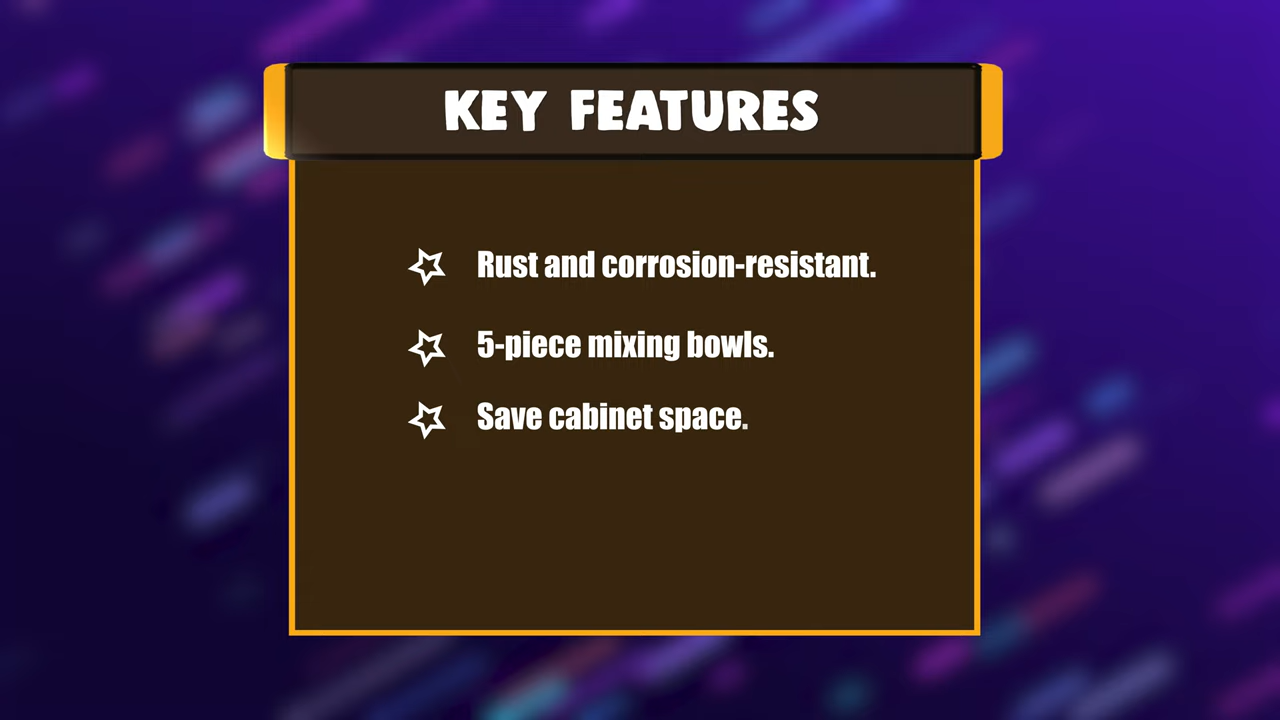 KEY FEATURES
Rust and corrosion-resistant.
5-piece mixing bowls.
Save cabinet space.